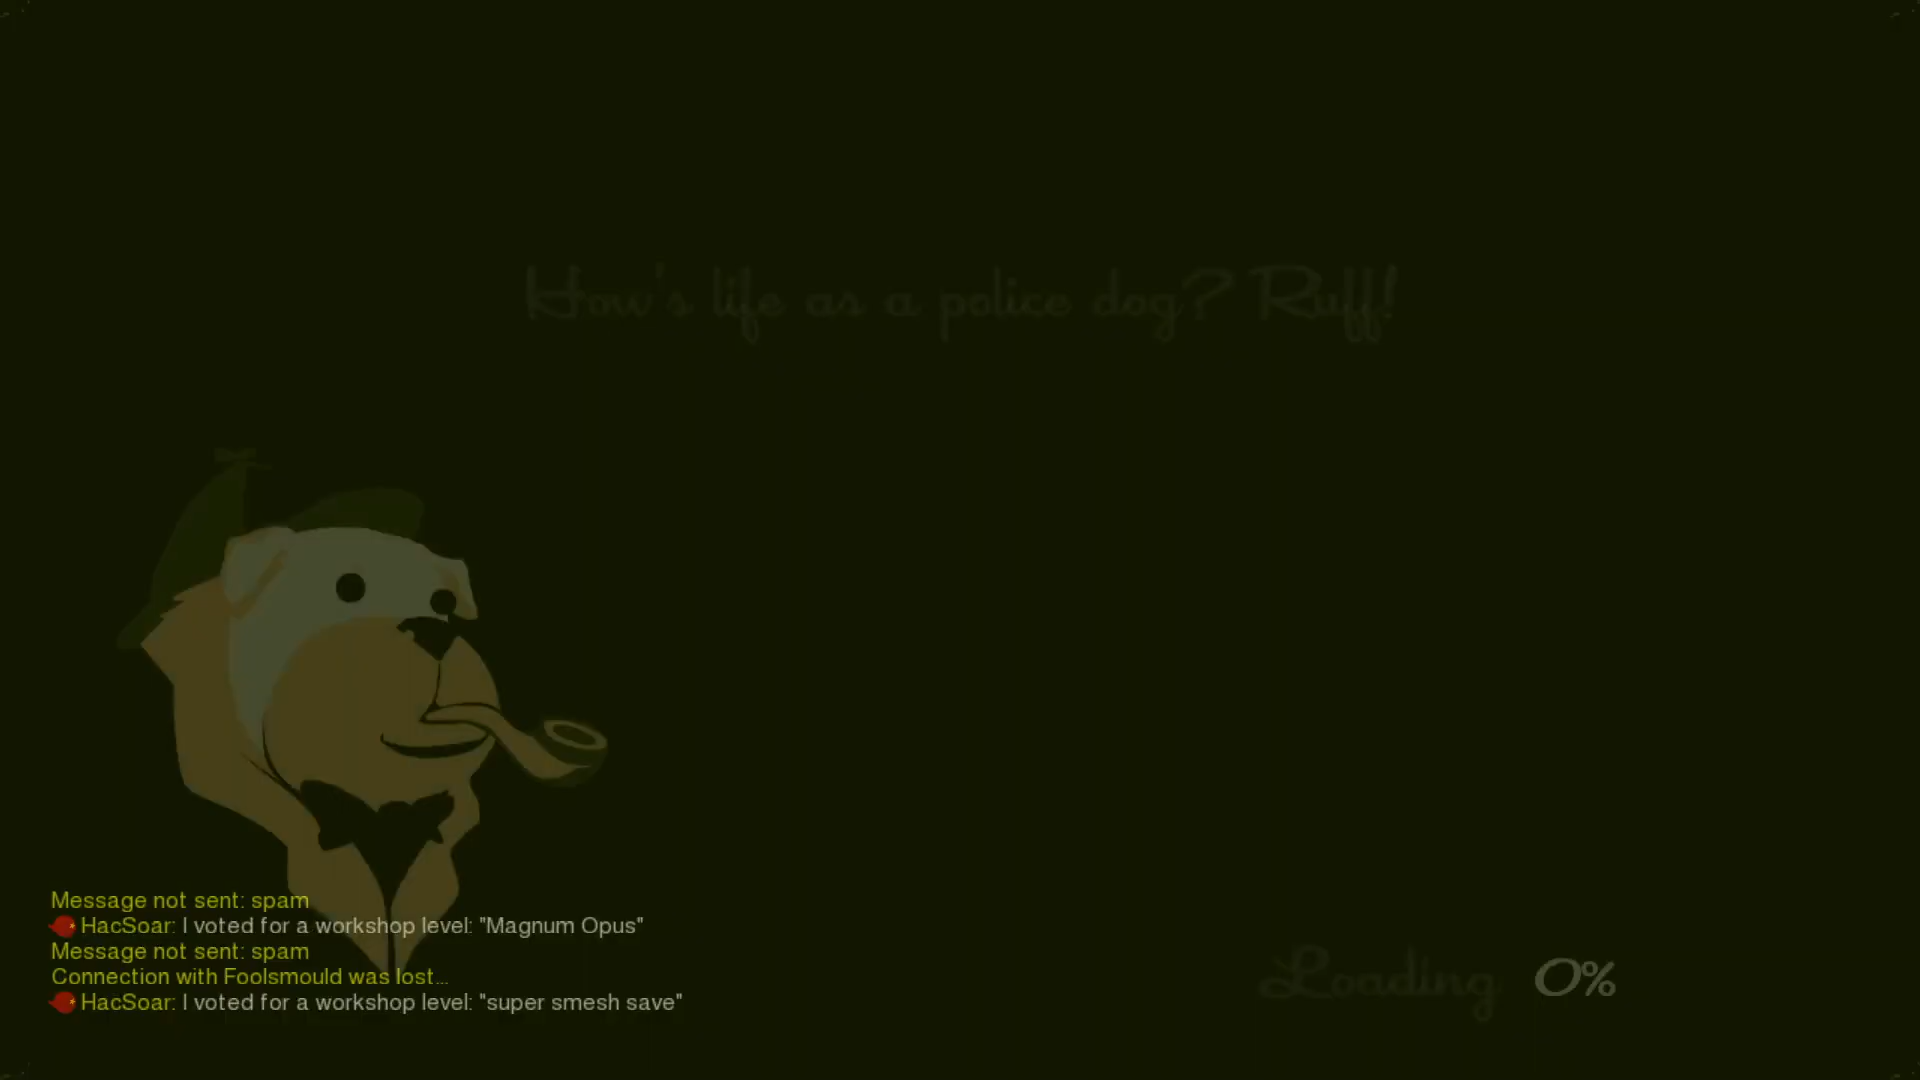 How's life as a police dog? Ruff!
Message not sent: spam
HacSoar: I voted for a workshop level: "Magnum Opus"
Message not sent: spam
Connection with Foolsmould was lost...
HacSoar: I voted for a workshop level: "super smesh save"
Loading 0%